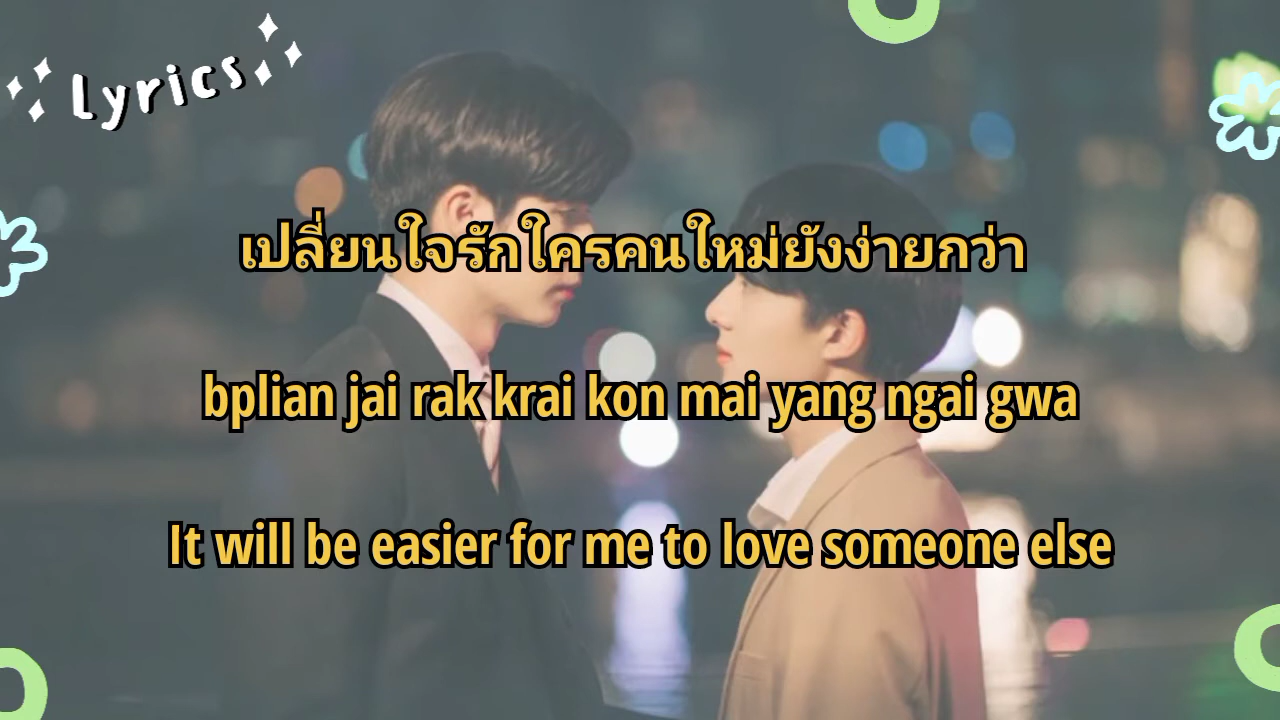 Lyrics
เปลี่ยนใจรักใครคนใหม่ยังง่ายกว่า
bplian jai rak krai kon mai yang ngai gwa
It will be easier for me to love someone else